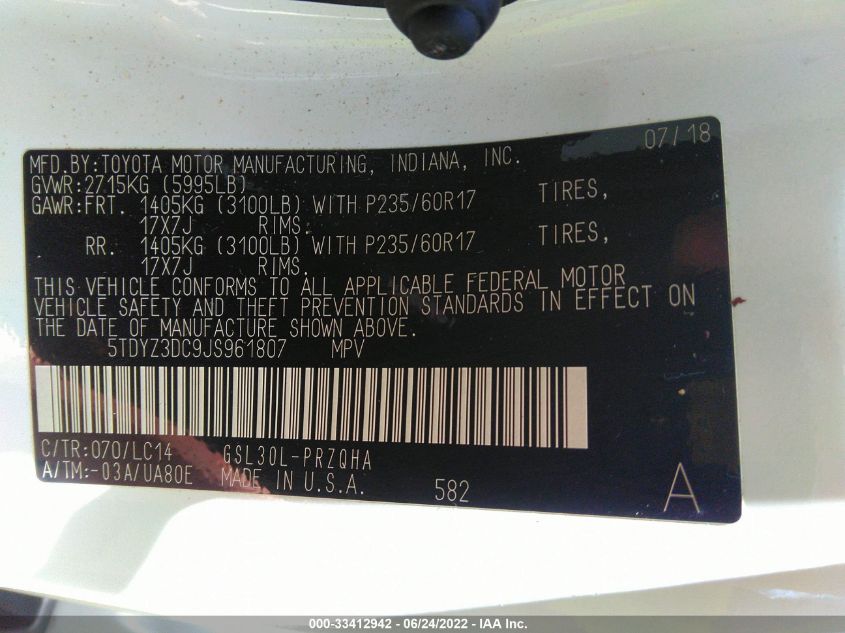 07/18
MFD.BY:TOYOTA MOTOR MANUFACTURING, INDIANA, INC.
GVWR:2715KG (5995LB)
GAWR:FRT. 1405KG (3100LB) WITH P235/60R17 TIRES,
17X7J RIMS.
RR. 1405KG (3100LB) WITH P235/60R17 TIRES,
17X7J RIMS.
THIS VEHICLE CONFORMS TO ALL APPLICABLE FEDERAL MOTOR
VEHICLE SAFETY AND THEFT PREVENTION STANDARDS IN EFFECT ON
THE DATE OF MANUFACTURE SHOWN ABOVE.
5TDYZ3DC9JS961807 MPV
C/TR:070/LC14 GSL30L-PRZQHA
A/TM:-03A/UA80E MADE IN U.S.A. 582 A
000-33412942 - 06/24/2022 - IAA Inc.